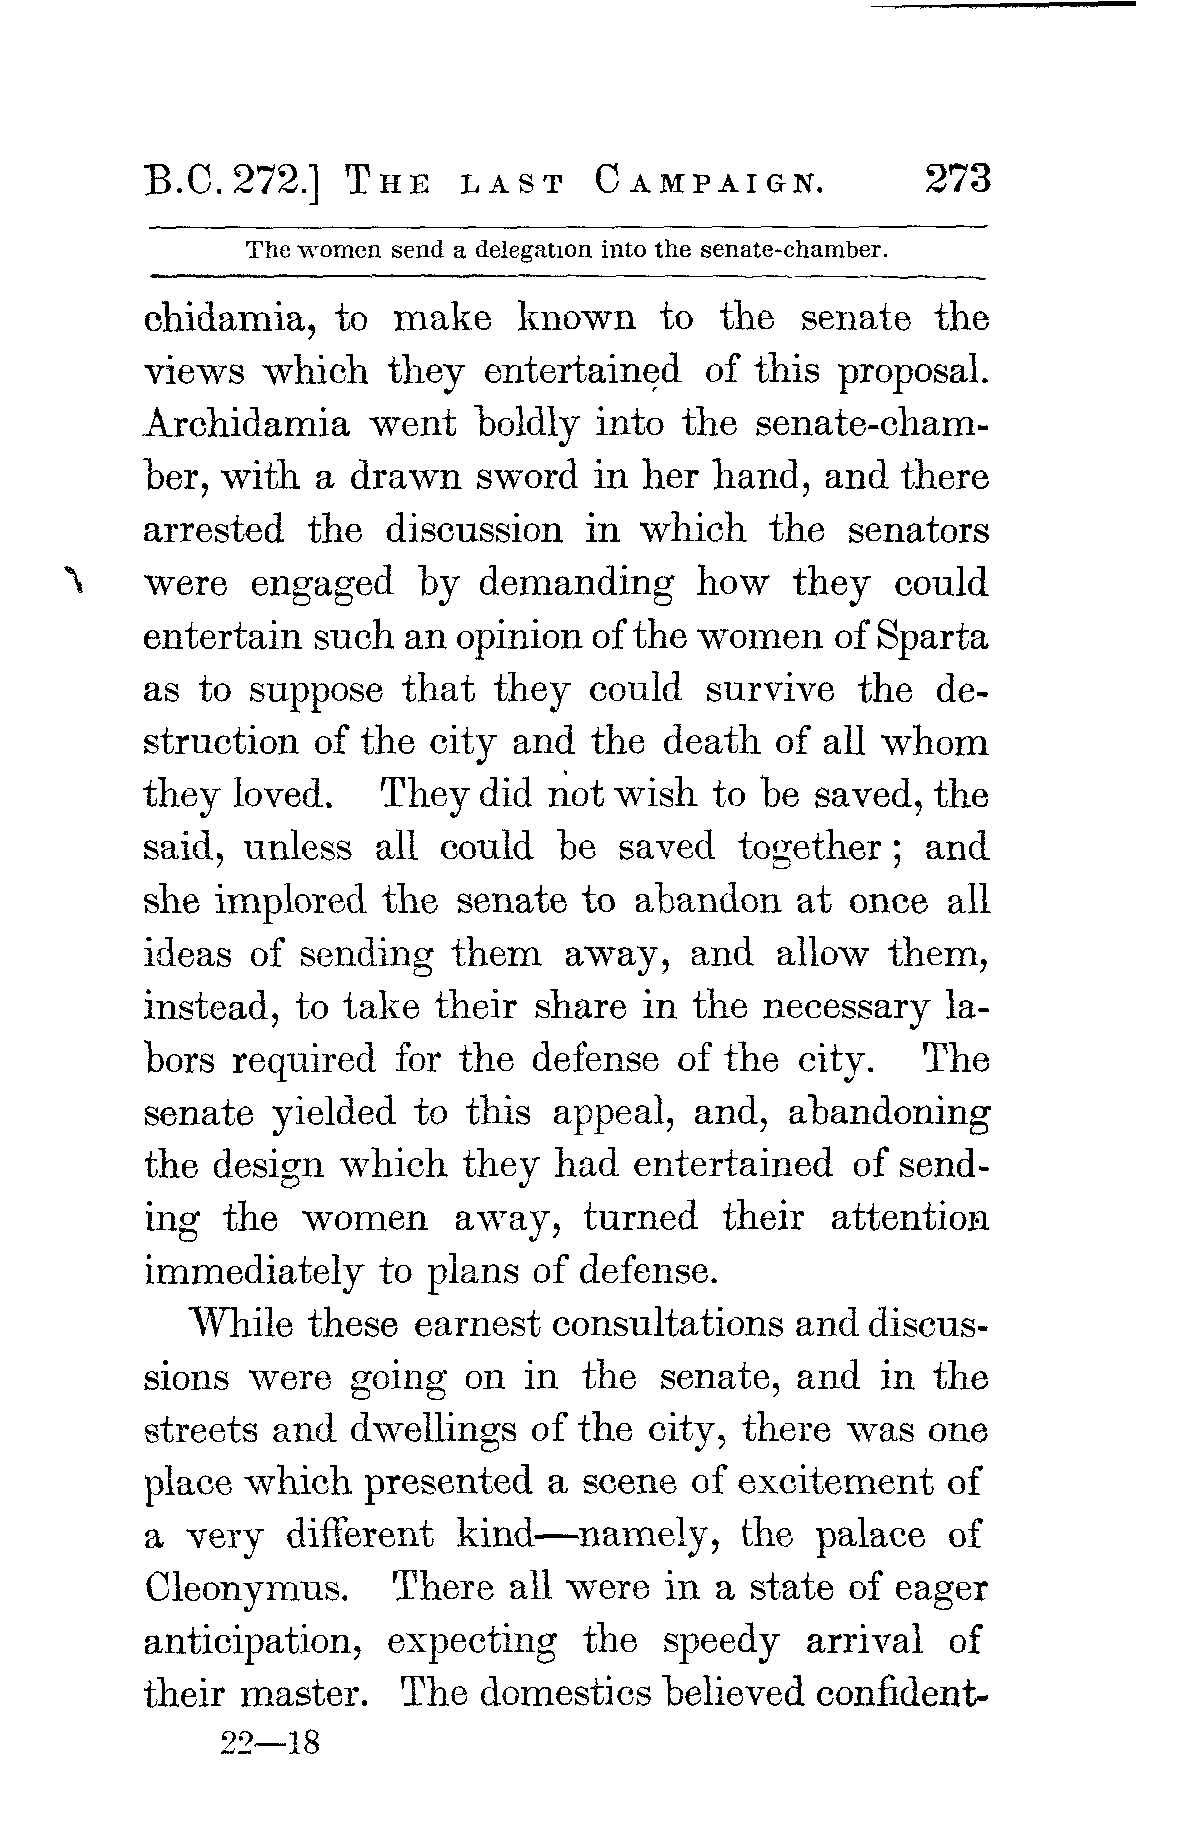 B.C. 272.] THE LAST CAMPAIGN. 273
The women send a delegation into the senate-chamber.
chidamia, to make known to the senate the
views which they entertained of this proposal.
Archidamia went boldly into the senate-cham-
ber, with a drawn sword in her hand, and there
arrested the discussion in which the senators
were engaged by demanding how they could
entertain such an opinion of the women of Sparta
as to suppose that they could survive the de-
struction of the city and the death of all whom
they loved. They did not wish to be saved, the
said, unless all could be saved together; and
she implored the senate to abandon at once all
ideas of sending them away, and allow them,
instead, to take their share in the necessary la-
bors required for the defense of the city. The
senate yielded to this appeal, and, abandoning
the design which they had entertained of send-
ing the women away, turned their attention
immediately to plans of defense.
While these earnest consultations and discus-
sions were going on in the senate, and in the
streets and dwellings of the city, there was one
place which presented a scene of excitement of
a very different kind—namely, the palace of
Cleonymus. There all were in a state of eager
anticipation, expecting the speedy arrival of
their master. The domestics believed confident-
22—18